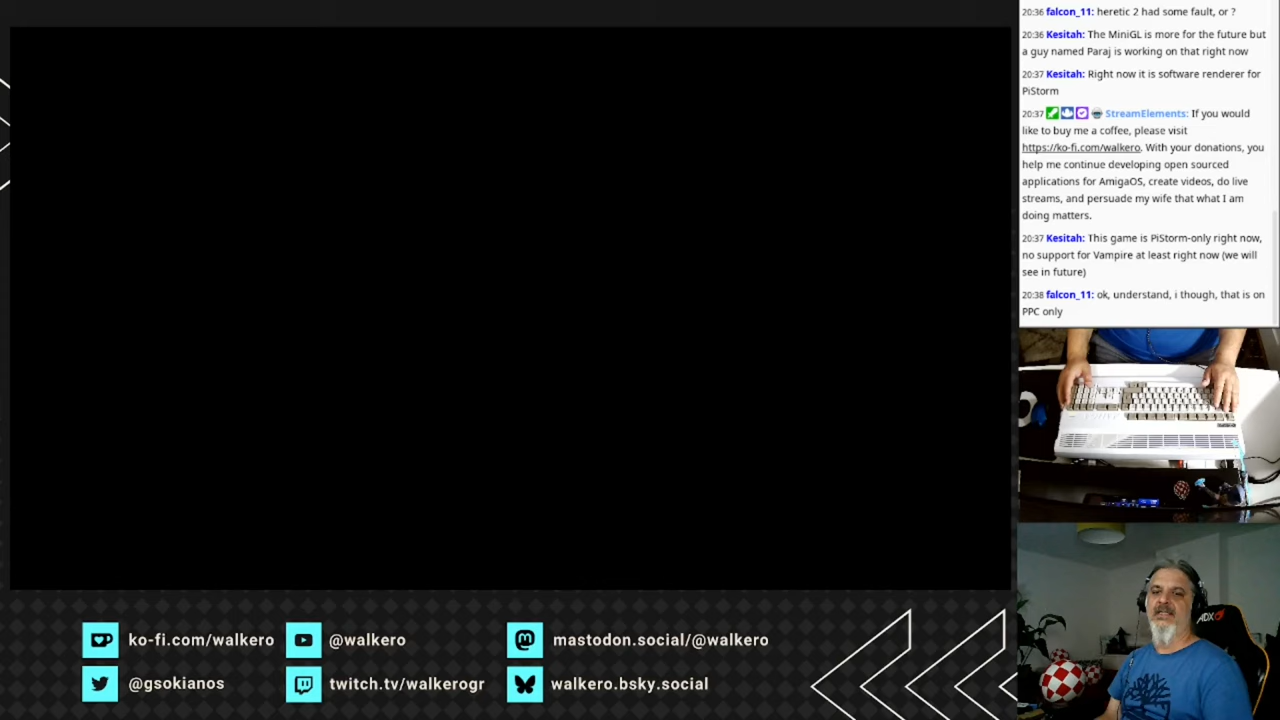 20:36 falcon_11: heretic 2 had some fault, or ?
20:36 Kesitah: The MiniGL is more for the future but
a guy named Paraj is working on that right now
20:37 Kesitah: Right now it is software renderer for
PiStorm
20:37 StreamElements: If you would
like to buy me a coffee, please visit
https://ko-fi.com/walkero. With your donations, you
help me continue developing open sourced
applications for AmigaOS, create videos, do live
streams, and persuade my wife that what I am
doing matters.
20:37 Kesitah: This game is PiStorm-only right now,
no support for Vampire at least right now (we will
see in future)
20:38 falcon_11: ok, understand, i though, that is on
PPC only
ADX
ko-fi.com/walkero
@walkero
mastodon.social/@walkero
@gsokianos
twitch.tv/walkerogr
walkero.bsky.social